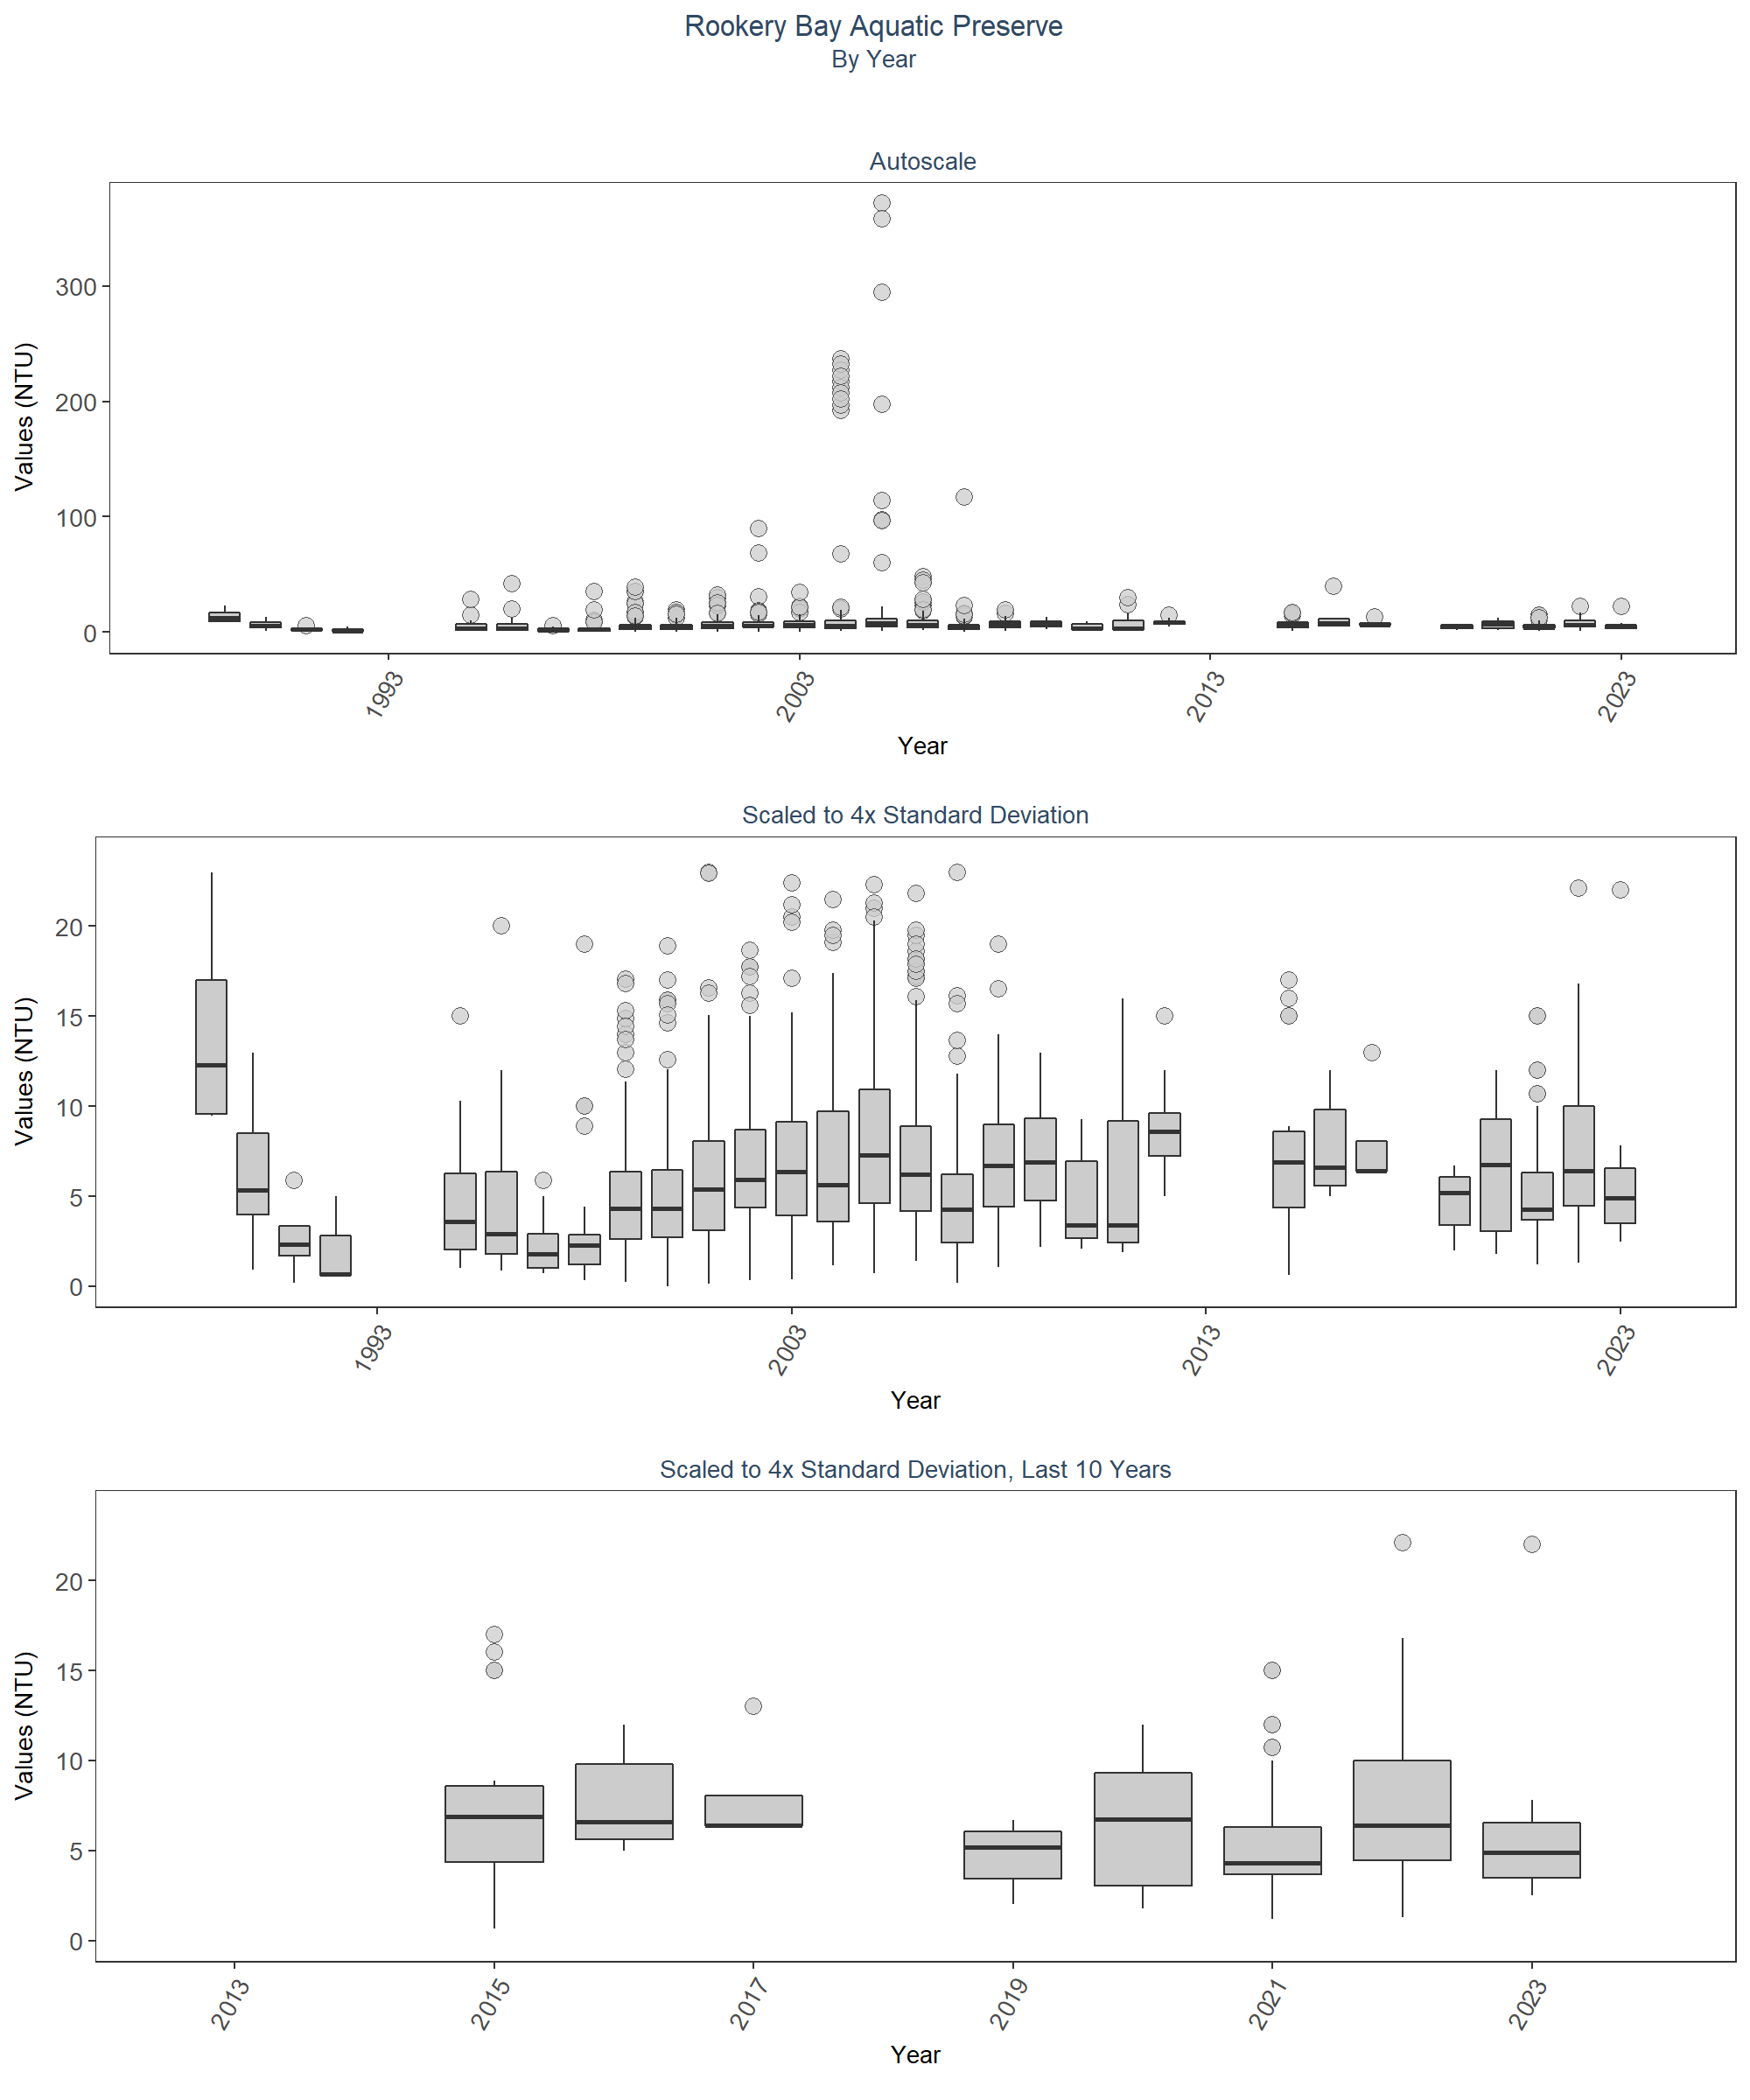 Rookery Bay Aquatic Preserve
By Year
Autoscale
Values (NTU)
300
200
100
0
1993
2003
2013
2023
Year
Scaled to 4x Standard Deviation
Values (NTU)
20
15
10
5
0
1993
2003
2013
2023
Year
Scaled to 4x Standard Deviation, Last 10 Years
Values (NTU)
20
15
10
5
0
2013
2015
2017
2019
2021
2023
Year